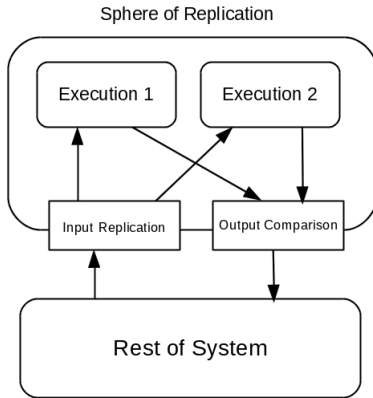 Sphere of Replication
Execution 1
Execution 2
Input Replication
Output Comparison
Rest of System